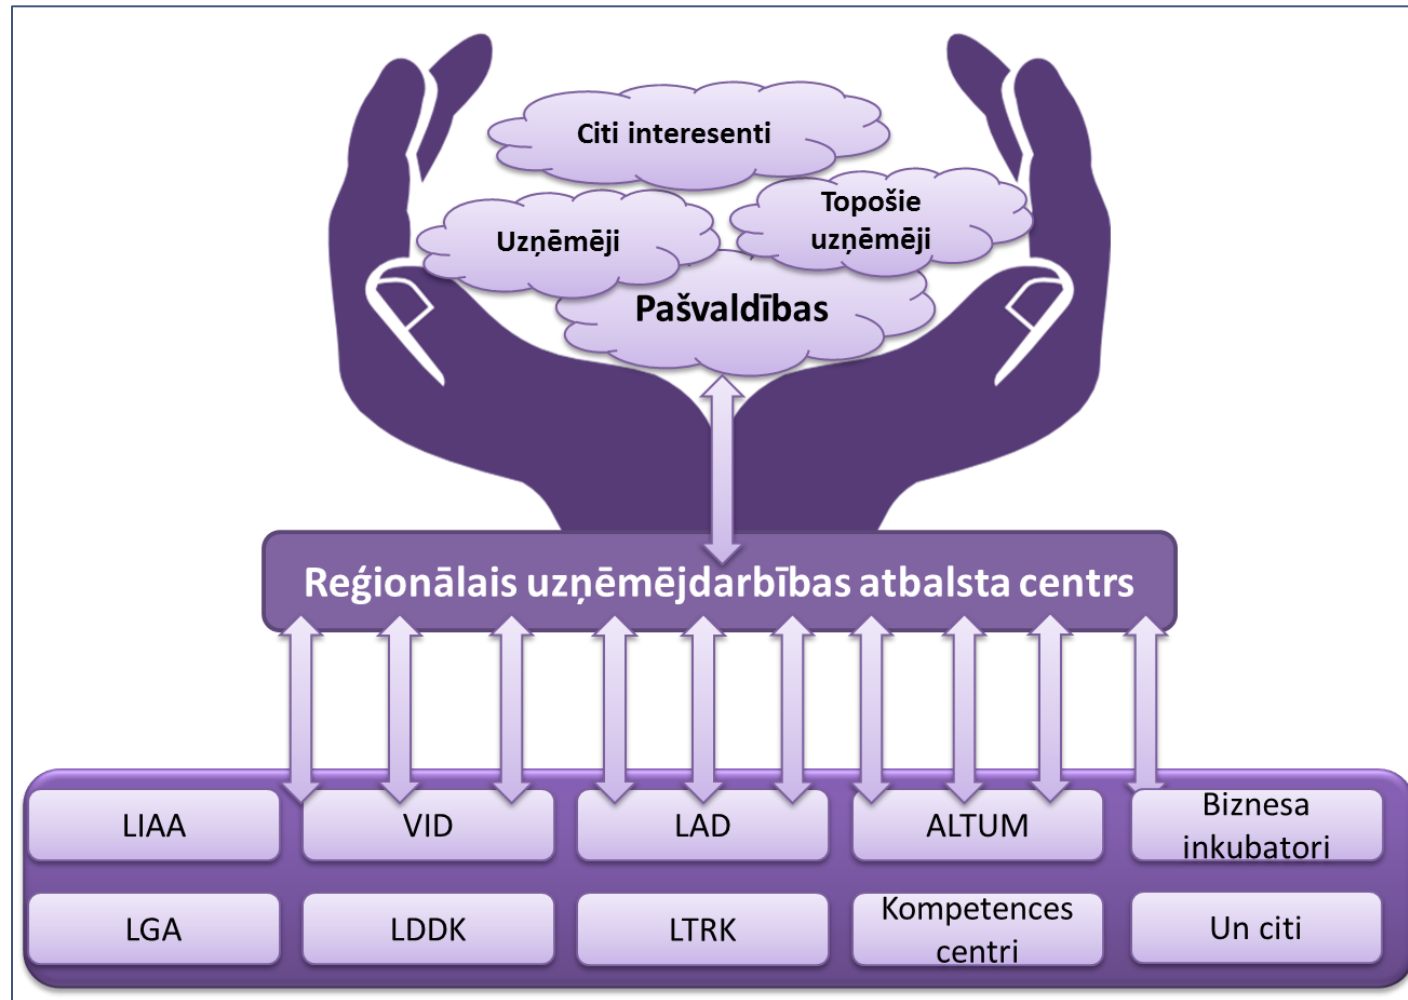 Citi interesenti
Topošie
uzņēmēji
Uzņēmēji
Pašvaldības
Reģionālais uzņēmējdarbības atbalsta centrs
LIAA
VID
LAD
ALTUM
Biznesa
inkubatori
LGA
LDDK
LTRK
Kompetences
centri
Un citi